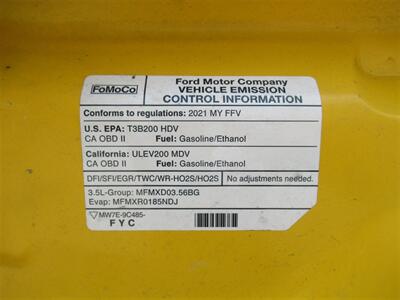 FoMoCo
Ford Motor Company
VEHICLE EMISSION
CONTROL INFORMATION
Conforms to regulations: 2021 MY FFV
U.S. EPA: T3B200 HDV
CA OBD II Fuel: Gasoline/Ethanol
California: ULEV200 MDV
CA OBD II Fuel: Gasoline/Ethanol
DFI/SFI/EGR/TWC/WR-HO2S/HO2S No adjustments needed.
3.5L-Group: MFMXD03.56BG
Evap: MFMXR0185NDJ
MW7E-9C485-
FYC